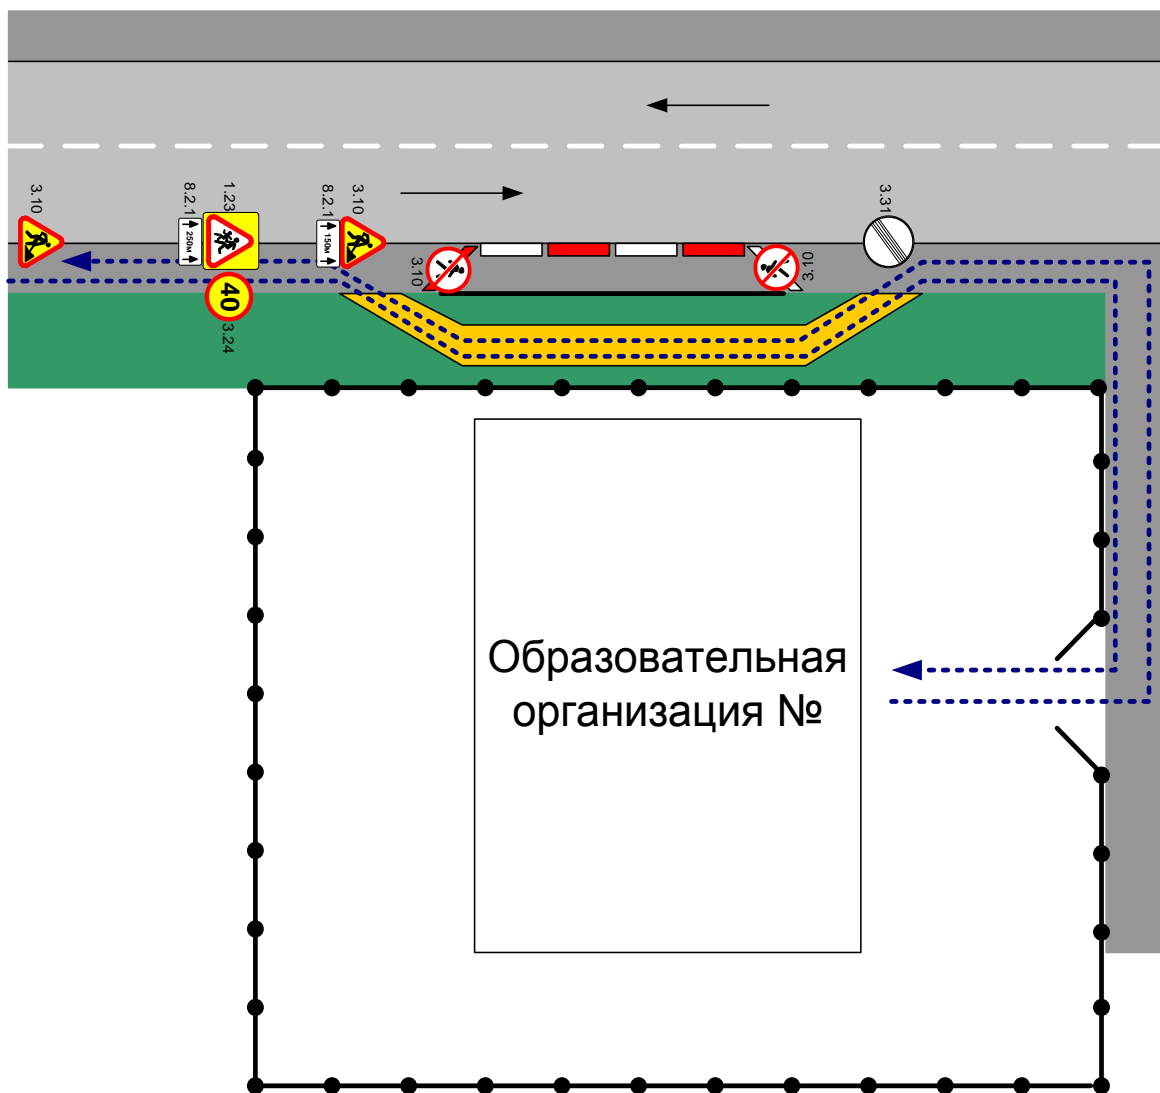 3.10
8.2.1
250м
1.23
40
3.24
8.2.1
150м
3.10
3.10
3.10
3.31
Образовательная
организация №